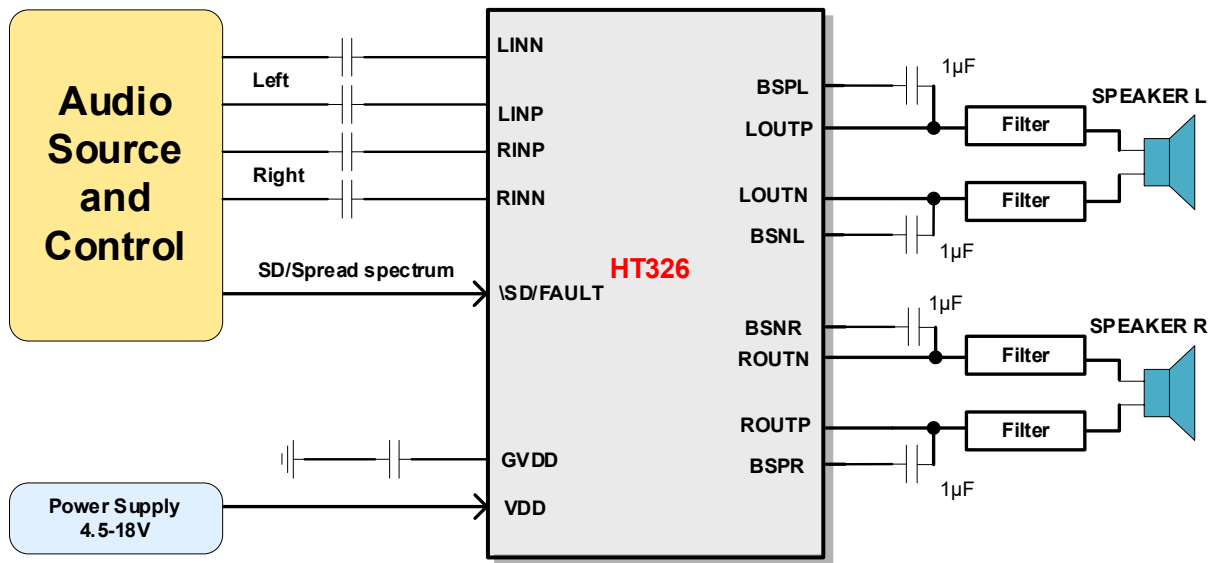 Audio
Source
and
Control
Left
Right
SD/Spread spectrum
Power Supply
4.5-18V
LINN
LINP
RINP
RINN
\SD/FAULT
GVDD
VDD
HT326
BSPL
LOUTP
LOUTN
BSNL
BSNR
ROUTN
ROUTP
BSPR
1µF
1µF
1µF
1µF
Filter
Filter
Filter
Filter
SPEAKER L
SPEAKER R